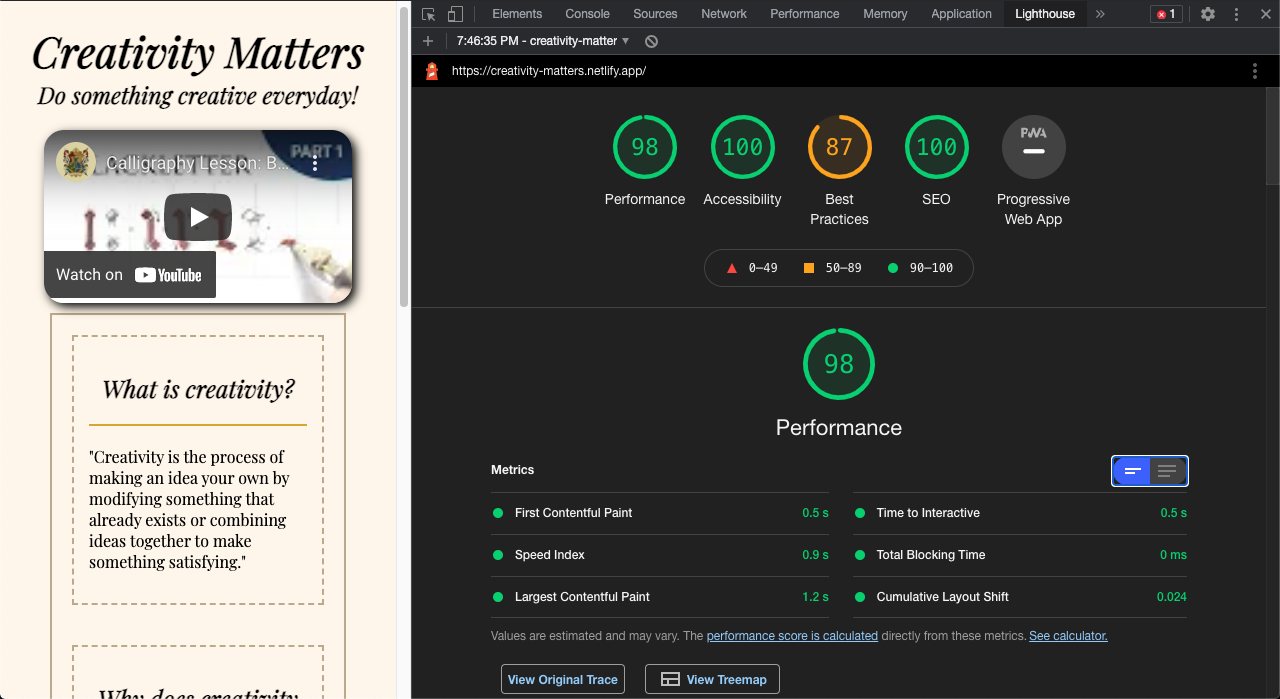 Creativity Matters
Do something creative everyday!
PART 1
Calligraphy Lesson: B...
Watch on YouTube
What is creativity?
"Creativity is the process of
making an idea your own by
modifying something that
already exists or combining
ideas together to make
something satisfying."
Why does creativity
Elements Console Sources Network Performance Memory Application Lighthouse » 1
7:46:35 PM - creativity-matter
https://creativity-matters.netlify.app/
98 100 87 100 PWA
Performance Accessibility Best Practices SEO Progressive Web App
0–49 50–89 90–100
98
Performance
Metrics
First Contentful Paint 0.5 s
Time to Interactive 0.5 s
Speed Index 0.9 s
Total Blocking Time 0 ms
Largest Contentful Paint 1.2 s
Cumulative Layout Shift 0.024
Values are estimated and may vary. The performance score is calculated directly from these metrics. See calculator.
View Original Trace View Treemap